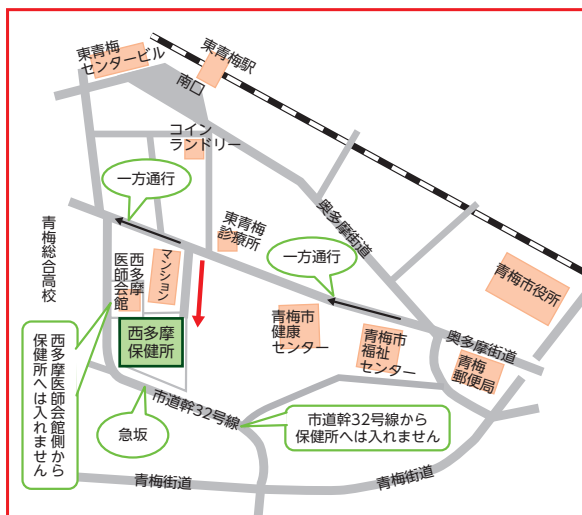 東青梅
センタービル
東青梅駅
南口
コイン
ランドリー
一方通行
奥多摩街道
東青梅
診療所
青梅総合高校
西多摩
医師会館
マンション
一方通行
青梅市役所
西多摩
保健所
青梅市
健康
センター
青梅市
福祉
センター
奥多摩街道
青梅
郵便局
西多摩医師会館側から
保健所へは入れません
市道幹32号線
急坂
市道幹32号線から
保健所へは入れません
青梅街道
青梅街道